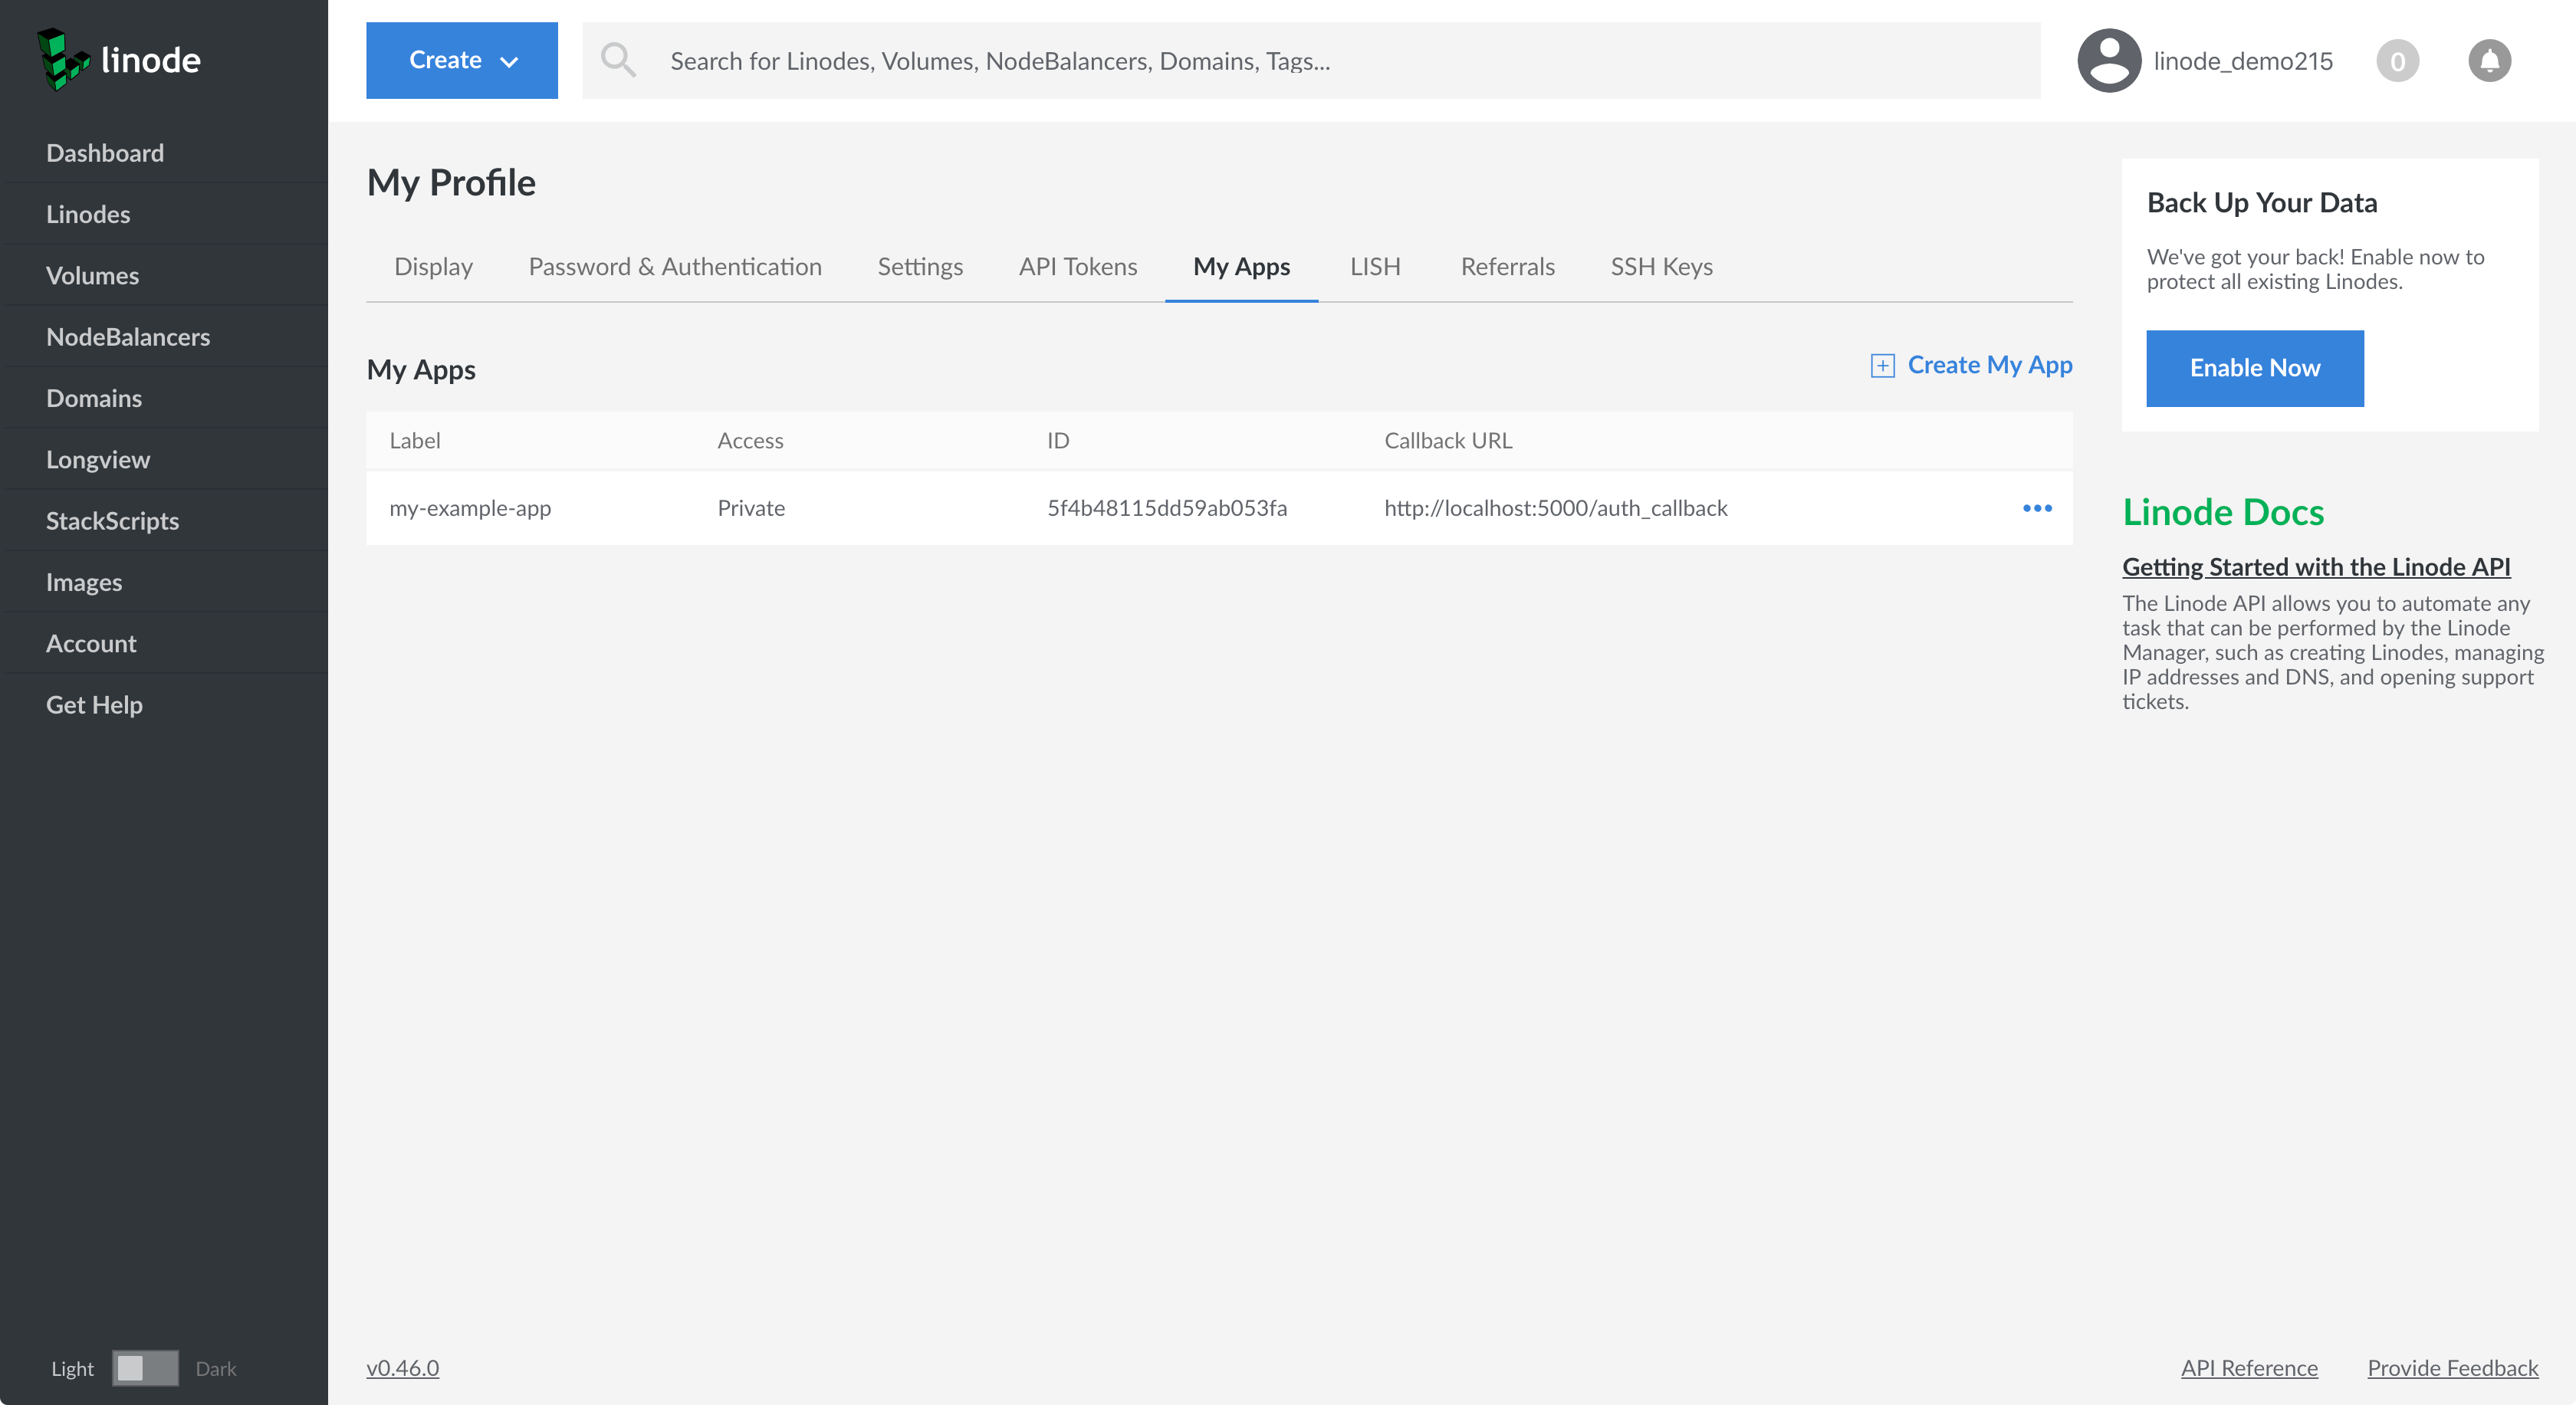 linode
Create
Search for Linodes, Volumes, NodeBalancers, Domains, Tags...
linode_demo215
0
Dashboard
Linodes
Volumes
NodeBalancers
Domains
Longview
StackScripts
Images
Account
Get Help
Light
Dark
My Profile
Display
Password & Authentication
Settings
API Tokens
My Apps
LISH
Referrals
SSH Keys
My Apps
Create My App
Label Access ID Callback URL
my-example-app Private 5f4b48115dd59ab053fa http://localhost:5000/auth_callback
Back Up Your Data
We've got your back! Enable now to
protect all existing Linodes.
Enable Now
Linode Docs
Getting Started with the Linode API
The Linode API allows you to automate any
task that can be performed by the Linode
Manager, such as creating Linodes, managing
IP addresses and DNS, and opening support
tickets.
v0.46.0
API Reference
Provide Feedback